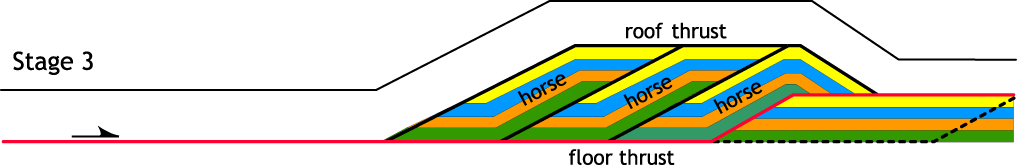 roof thrust
Stage 3
horse
horse
horse
floor thrust